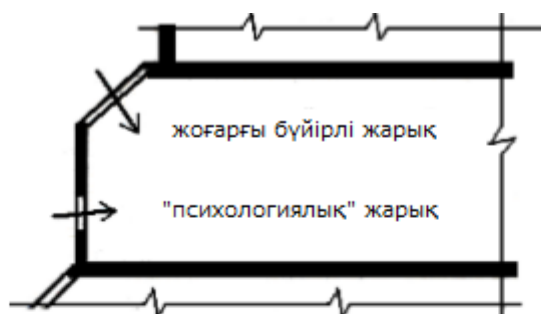 жоғарғы бүйірлі жарық
"психологиялық" жарық